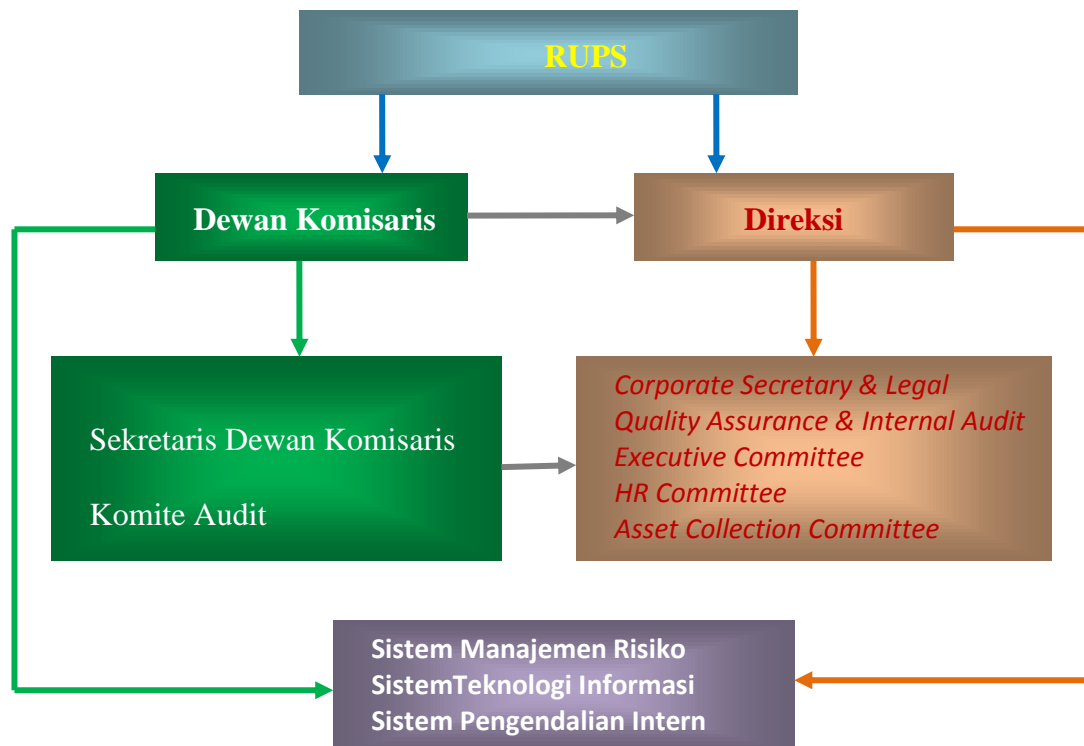 RUPS
Dewan Komisaris
Direksi
Sekretaris Dewan Komisaris
Komite Audit
Corporate Secretary & Legal
Quality Assurance & Internal Audit
Executive Committee
HR Committee
Asset Collection Committee
Sistem Manajemen Risiko
SistemTeknologi Informasi
Sistem Pengendalian Intern